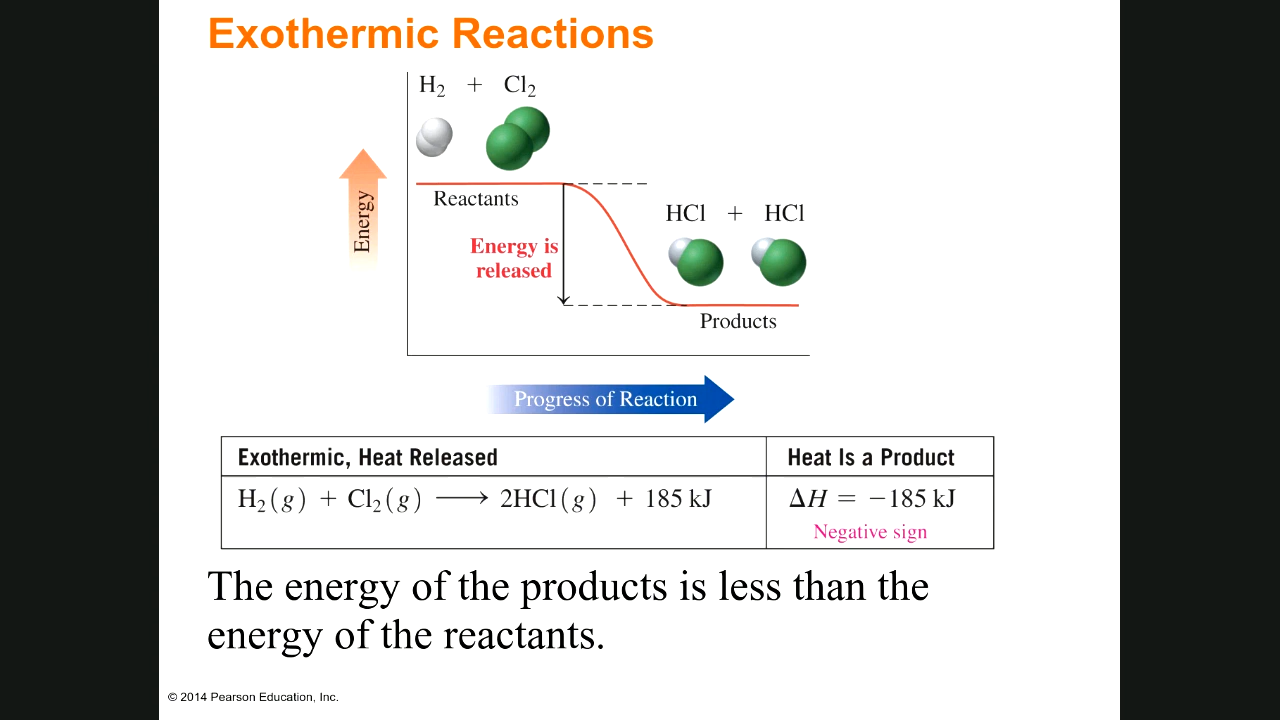 Exothermic Reactions
H₂ + Cl₂
Reactants
HCl + HCl
Energy
Energy is
released
Products
Progress of Reaction
Exothermic, Heat Released
Heat Is a Product
H₂(g) + Cl₂(g) ⟶ 2HCl(g) + 185 kJ
ΔH = −185 kJ
Negative sign
The energy of the products is less than the
energy of the reactants.
© 2014 Pearson Education, Inc.